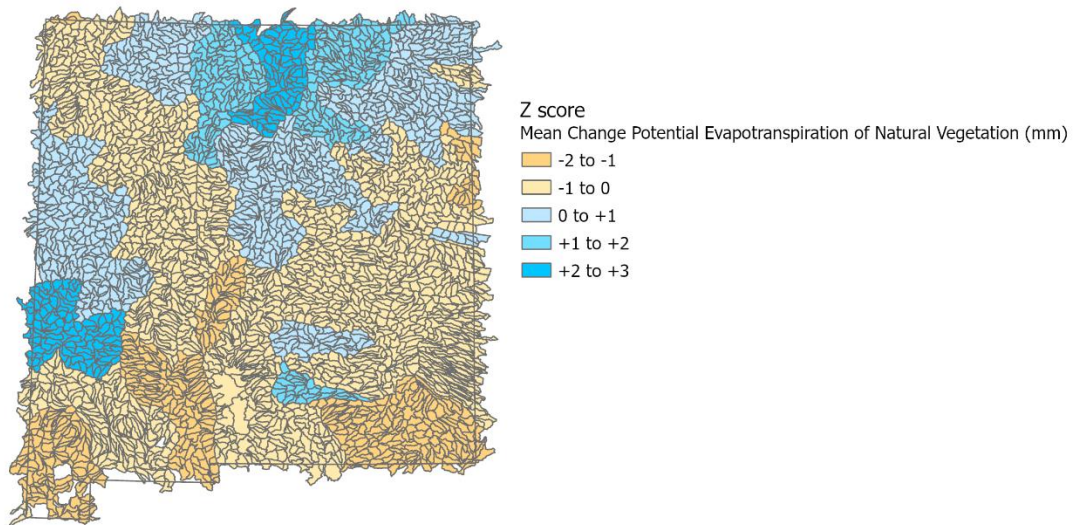 Z score
Mean Change Potential Evapotranspiration of Natural Vegetation (mm)
-2 to -1
-1 to 0
0 to +1
+1 to +2
+2 to +3